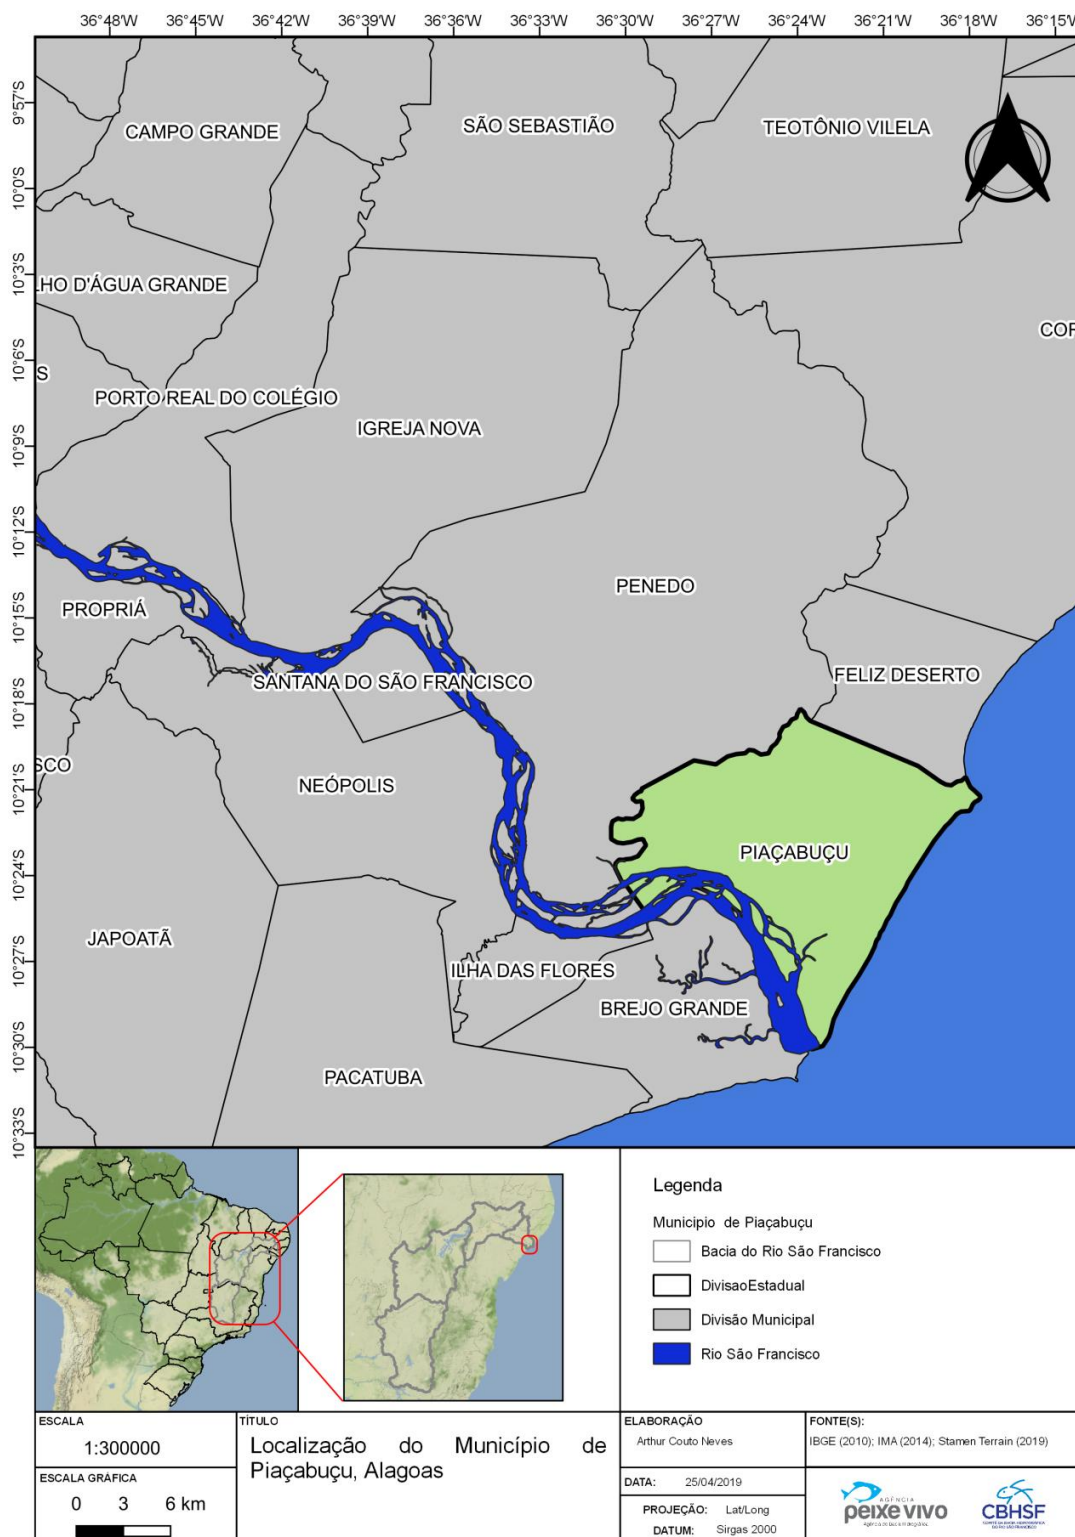 36°48'W 36°45'W 36°42'W 36°39'W 36°36'W 36°33'W 36°30'W 36°27'W 36°24'W 36°21'W 36°18'W 36°15'W
9°57'S
10°0'S
10°3'S
10°6'S
10°9'S
10°12'S
10°15'S
10°18'S
10°21'S
10°24'S
10°27'S
10°30'S
10°33'S
CAMPO GRANDE
SÃO SEBASTIÃO
TEOTÔNIO VILELA
LHO D'ÁGUA GRANDE
COR
S
PORTO REAL DO COLÉGIO
IGREJA NOVA
PENEDO
PROPRIÁ
FELIZ DESERTO
SANTANA DO SÃO FRANCISCO
SCO
NEÓPOLIS
PIAÇABUÇU
JAPOATÃ
ILHA DAS FLORES
BREJO GRANDE
PACATUBA
Legenda
Municipio de Piaçabuçu
Bacia do Rio São Francisco
DivisaoEstadual
Divisão Municipal
Rio São Francisco
ESCALA
1:300000
ESCALA GRÁFICA
0 3 6 km
TÍTULO
Localização do Município de
Piaçabuçu, Alagoas
ELABORAÇÃO
Arthur Couto Neves
DATA: 25/04/2019
PROJEÇÃO: Lat/Long
DATUM: Sirgas 2000
FONTE(S):
IBGE (2010); IMA (2014); Stamen Terrain (2019)
AGÊNCIA
peixe vivo
CBHSF